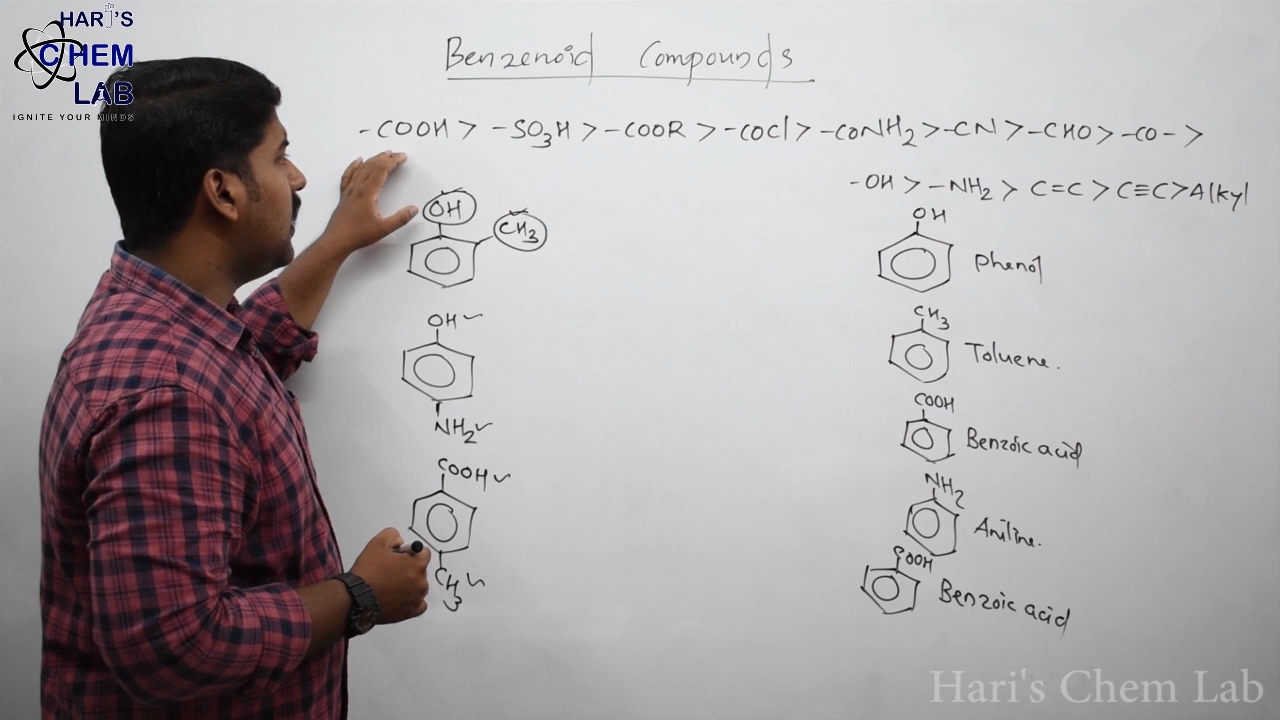 HARI'S
CHEM
LAB
IGNITE YOUR MINDS
Benzenoid Compounds
-COOH > -SO3H > -COOR > -COCl > -CONH2 > -CN > -CHO > -CO- >
-OH > -NH2 > C=C > C≡C > Alkyl
OH
CH3
OH
NH2
COOH
CH3
OH
Phenol
CH3
Toluene.
COOH
Benzoic acid
NH2
Aniline.
COOH
Benzoic acid
Hari's Chem Lab